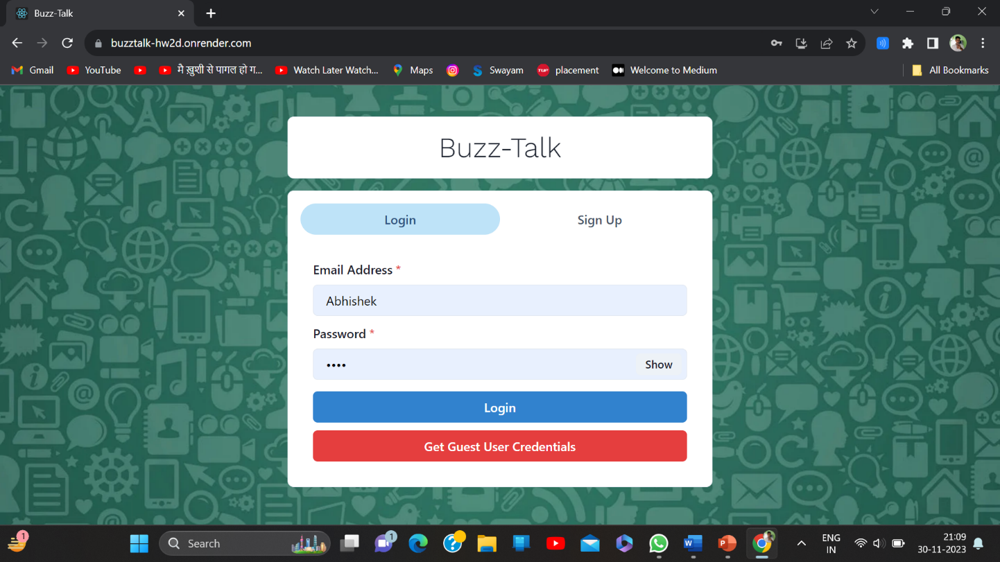 Buzz-Talk
buzztalk-hw2d.onrender.com
Gmail YouTube मै ख़ुशी से पागल हो ग... Watch Later Watch... Maps Swayam TUF placement Welcome to Medium All Bookmarks
Buzz-Talk
Login Sign Up
Email Address *
Abhishek
Password *
•••• Show
Login
Get Guest User Credentials
1 Search 1 W P ENG IN 21:09 30-11-2023